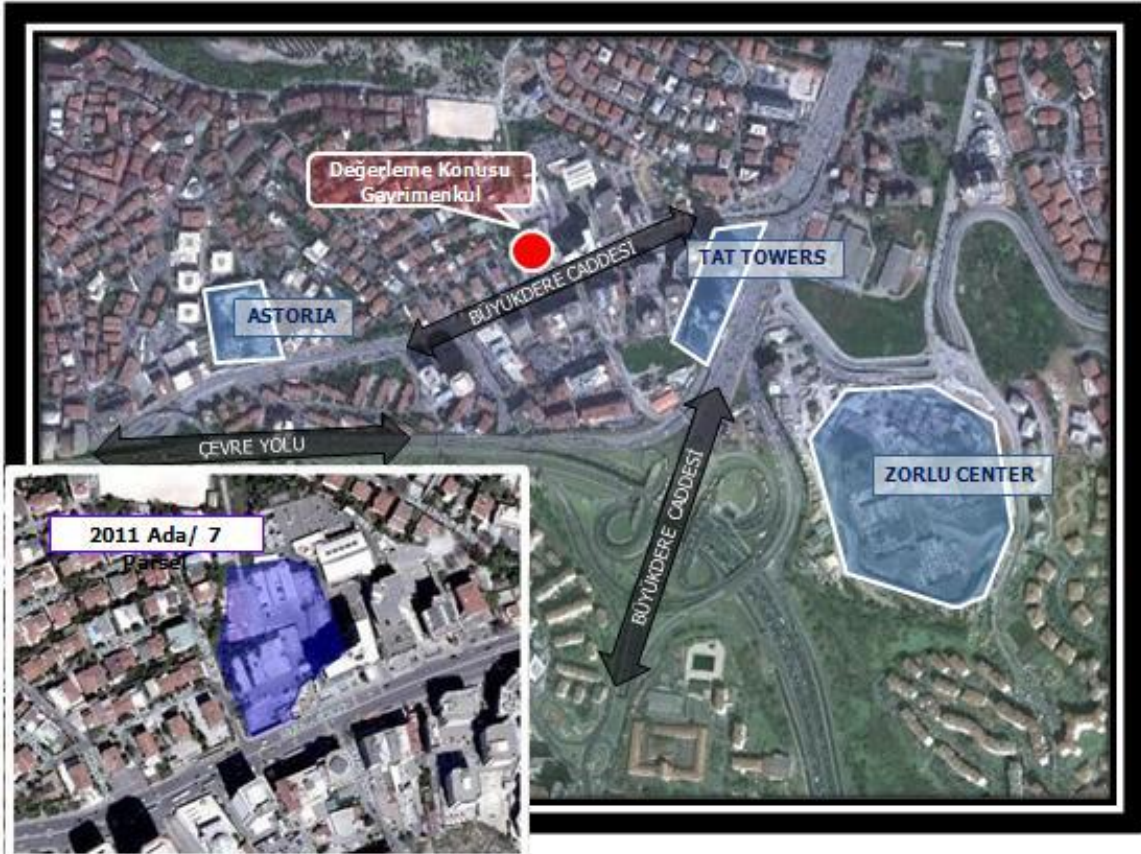 Değerleme Konusu
Gayrimenkul
TAT TOWERS
BÜYÜKDERE CADDESİ
ASTORIA
ÇEVRE YOLU
ZORLU CENTER
BÜYÜKDERE CADDESİ
2011 Ada/ 7
Parsel